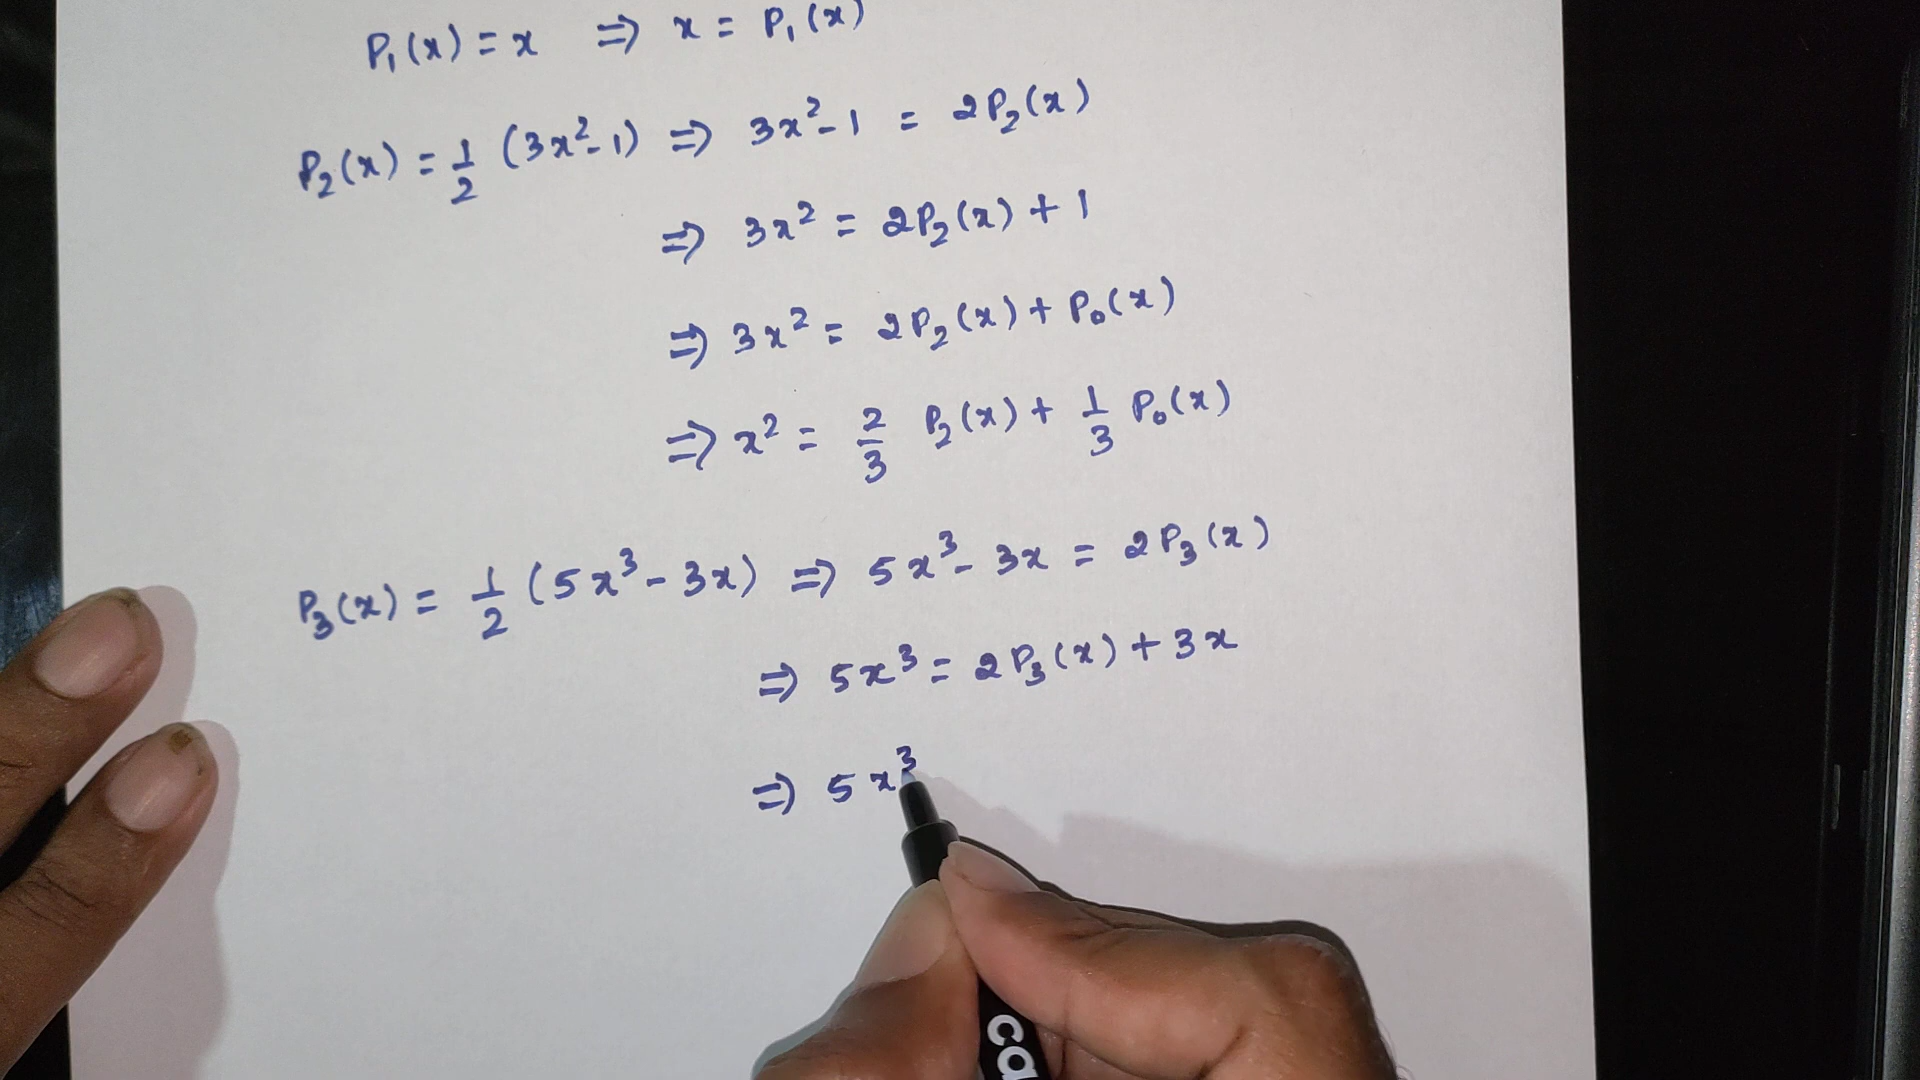 P₁(x) = x ⇒ x = P₁(x)
P₂(x) = 1/2 (3x² - 1) ⇒ 3x² - 1 = 2P₂(x)
⇒ 3x² = 2P₂(x) + 1
⇒ 3x² = 2P₂(x) + P₀(x)
⇒ x² = 2/3 P₂(x) + 1/3 P₀(x)
P₃(x) = 1/2 (5x³ - 3x) ⇒ 5x³ - 3x = 2P₃(x)
⇒ 5x³ = 2P₃(x) + 3x
⇒ 5x³
ca